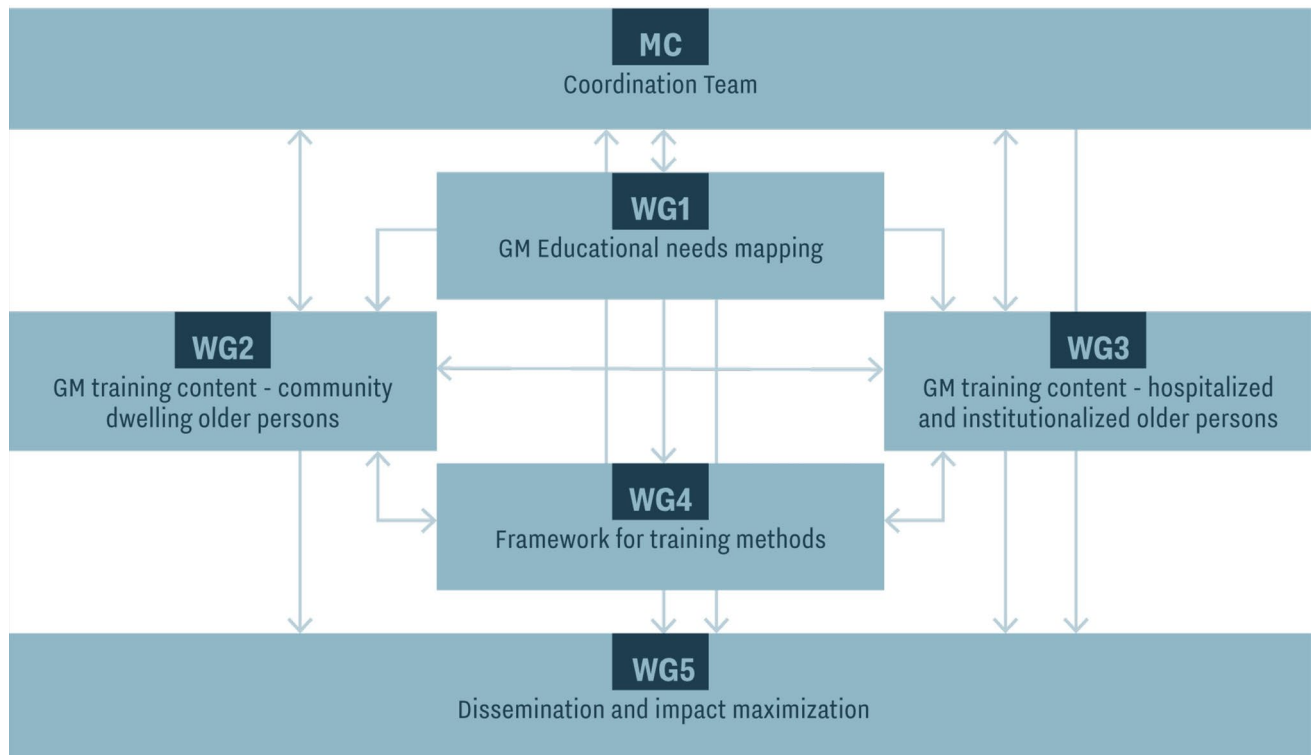 MC
Coordination Team
WG1
GM Educational needs mapping
WG2
GM training content - community
dwelling older persons
WG3
GM training content - hospitalized
and institutionalized older persons
WG4
Framework for training methods
WG5
Dissemination and impact maximization